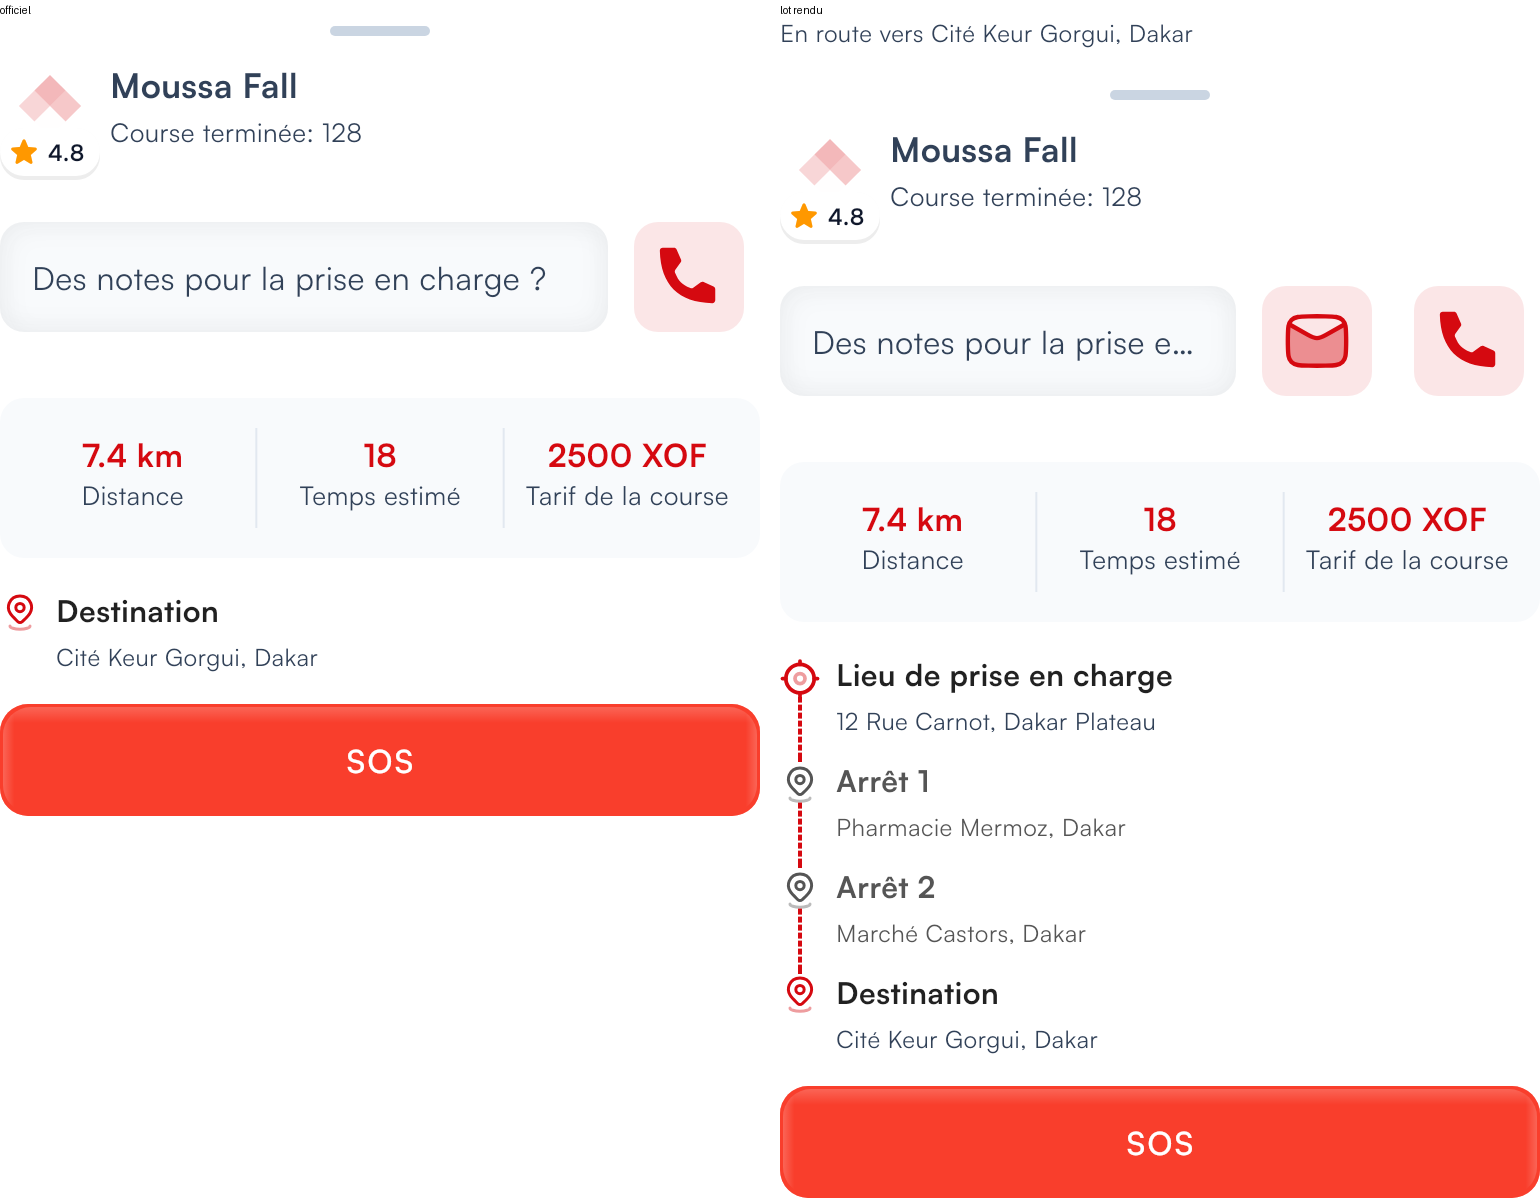 officiel
Moussa Fall
Course terminée: 128
4.8
Des notes pour la prise en charge ?
7.4 km
Distance
18
Temps estimé
2500 XOF
Tarif de la course
Destination
Cité Keur Gorgui, Dakar
SOS
lot rendu
En route vers Cité Keur Gorgui, Dakar
Moussa Fall
Course terminée: 128
4.8
Des notes pour la prise e...
7.4 km
Distance
18
Temps estimé
2500 XOF
Tarif de la course
Lieu de prise en charge
12 Rue Carnot, Dakar Plateau
Arrêt 1
Pharmacie Mermoz, Dakar
Arrêt 2
Marché Castors, Dakar
Destination
Cité Keur Gorgui, Dakar
SOS